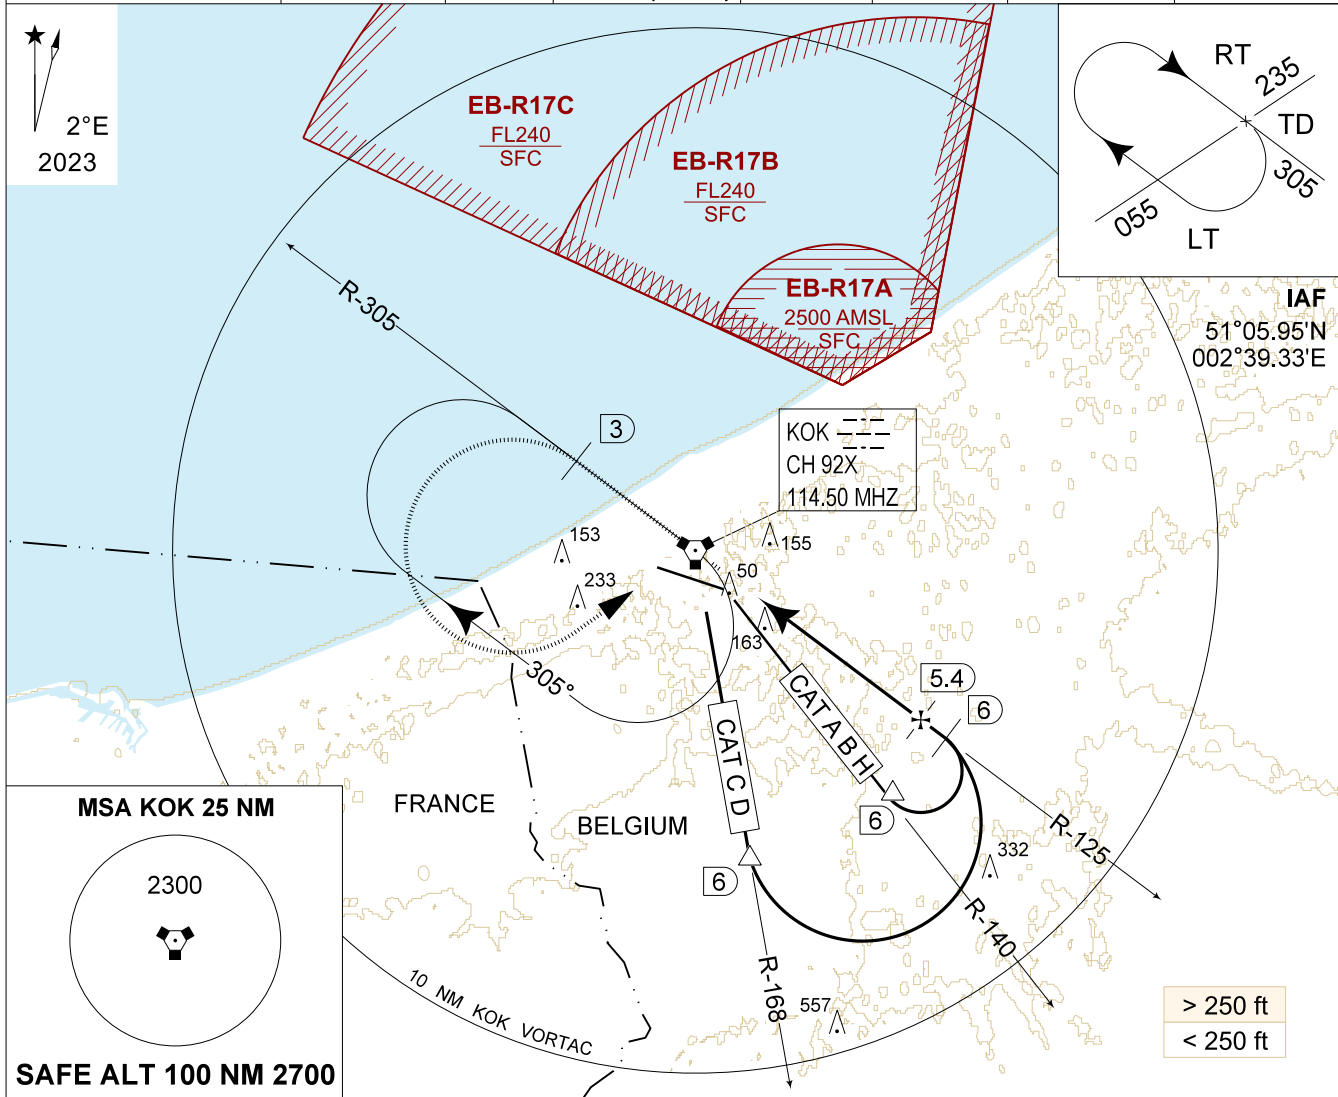 2°E
2023
EB-R17C
FL240
SFC
EB-R17B
FL240
SFC
EB-R17A
2500 AMSL
SFC
RT
235
TD
305
055
LT
IAF
51°05.95'N
002°39.33'E
R-305
3
KOK
CH 92X
114.50 MHZ
153
155
50
233
163
305°
5.4
6
CAT A B H
CAT C D
6
6
FRANCE
BELGIUM
R-125
332
R-140
R-168
557
10 NM KOK VORTAC
MSA KOK 25 NM
2300
SAFE ALT 100 NM 2700
> 250 ft
< 250 ft